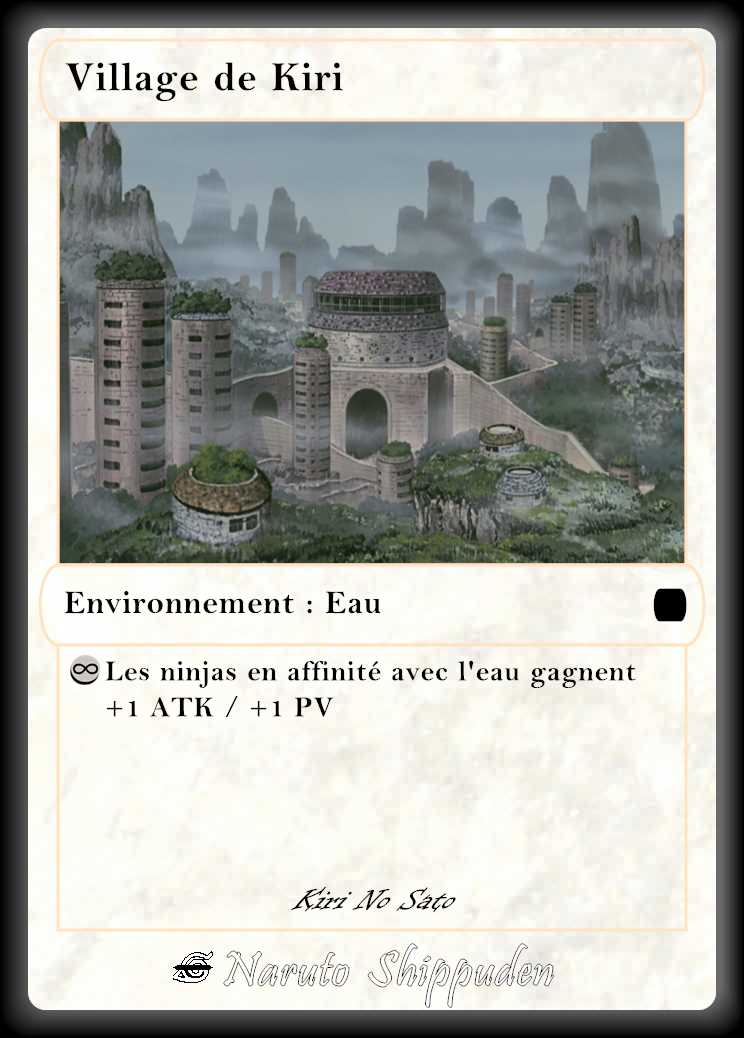 Village de Kiri
Environnement : Eau
∞ Les ninjas en affinité avec l'eau gagnent
+1 ATK / +1 PV
Kiri No Sato
Naruto Shippuden